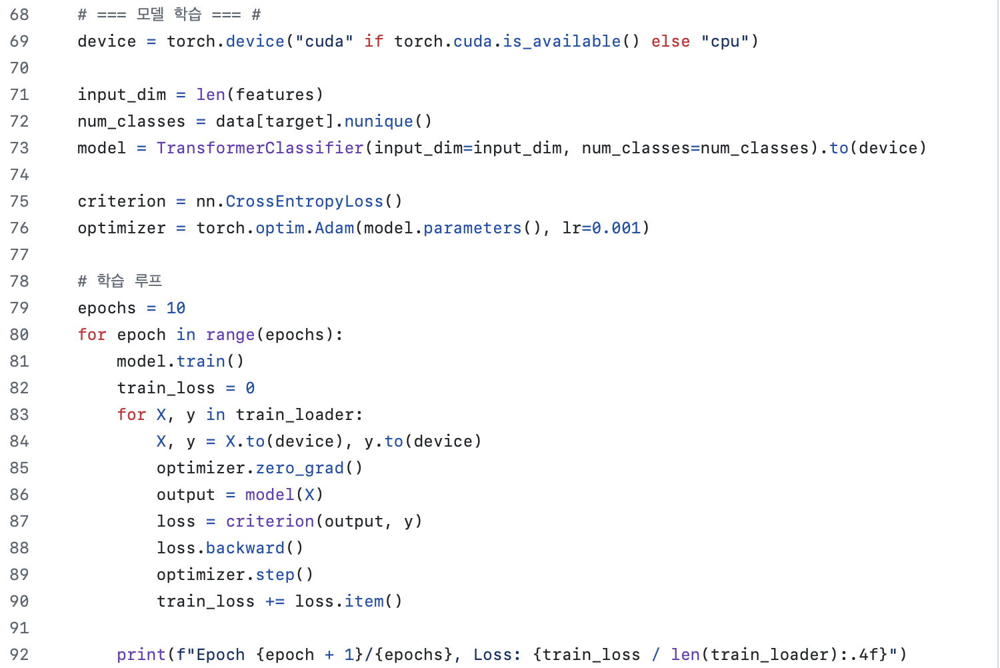 68 # === 모델 학습 === #
69 device = torch.device("cuda" if torch.cuda.is_available() else "cpu")
70
71 input_dim = len(features)
72 num_classes = data[target].nunique()
73 model = TransformerClassifier(input_dim=input_dim, num_classes=num_classes).to(device)
74
75 criterion = nn.CrossEntropyLoss()
76 optimizer = torch.optim.Adam(model.parameters(), lr=0.001)
77
78 # 학습 루프
79 epochs = 10
80 for epoch in range(epochs):
81     model.train()
82     train_loss = 0
83     for X, y in train_loader:
84         X, y = X.to(device), y.to(device)
85         optimizer.zero_grad()
86         output = model(X)
87         loss = criterion(output, y)
88         loss.backward()
89         optimizer.step()
90         train_loss += loss.item()
91
92     print(f"Epoch {epoch + 1}/{epochs}, Loss: {train_loss / len(train_loader):.4f}")